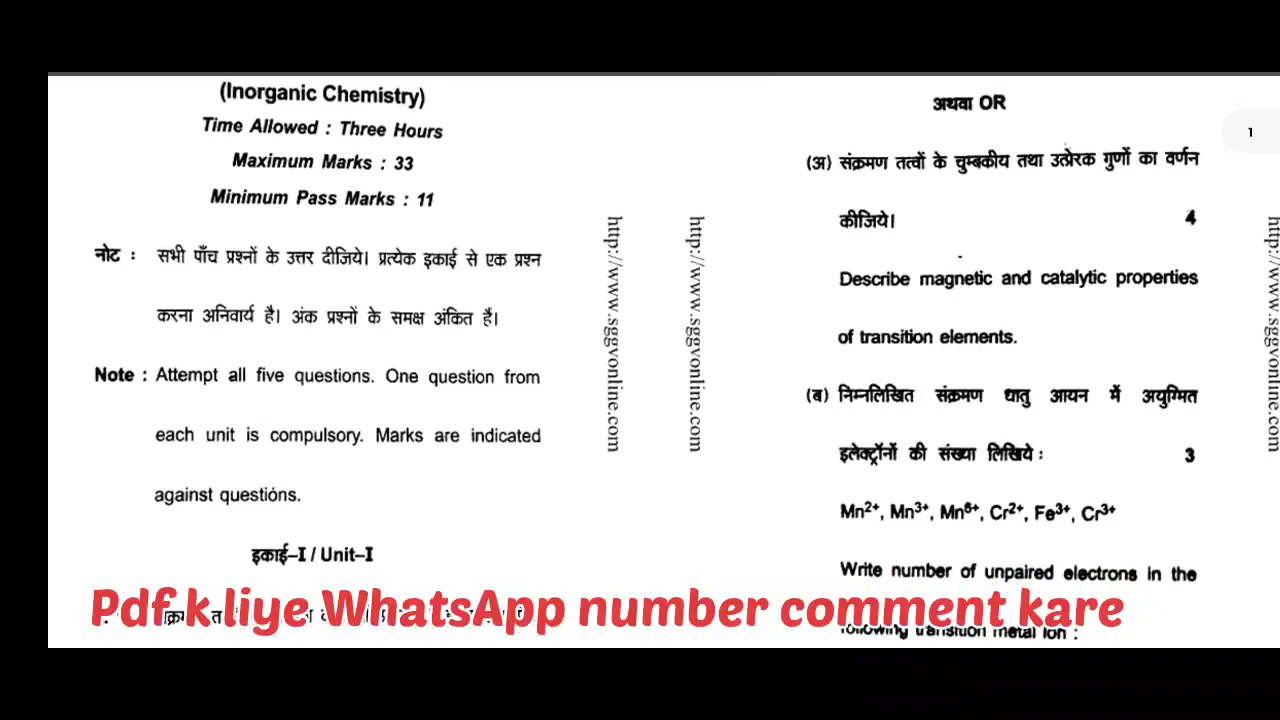 (Inorganic Chemistry)
Time Allowed : Three Hours
Maximum Marks : 33
Minimum Pass Marks : 11
नोट : सभी पाँच प्रश्नों के उत्तर दीजिये। प्रत्येक इकाई से एक प्रश्न
करना अनिवार्य है। अंक प्रश्नों के समक्ष अंकित हैं।
Note : Attempt all five questions. One question from
each unit is compulsory. Marks are indicated
against questions.
इकाई–I / Unit–I
http://www.sggvonline.com
http://www.sggvonline.com
अथवा OR
1
(अ) संक्रमण तत्वों के चुम्बकीय तथा उत्प्रेरक गुणों का वर्णन
कीजिये। 4
Describe magnetic and catalytic properties
of transition elements.
(ब) निम्नलिखित संक्रमण धातु आयन में अयुग्मित
इलेक्ट्रॉनों की संख्या लिखिये : 3
Mn²⁺, Mn³⁺, Mn⁶⁺, Cr²⁺, Fe³⁺, Cr³⁺
Write number of unpaired electrons in the
following transition metal ion :
http://www.sggvonline.com
Pdf k liye WhatsApp number comment kare